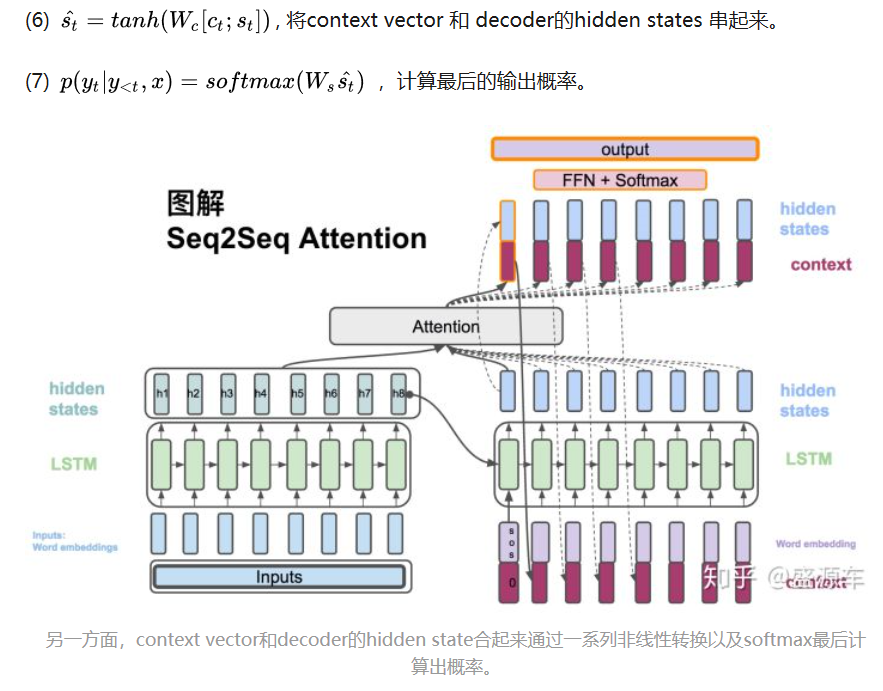 (6) $\hat{s}_t = tanh(W_c[c_t; s_t])$, 将context vector 和 decoder的hidden states 串起来。
(7) $p(y_t|y_{<t}, x) = softmax(W_s\hat{s}_t)$ ，计算最后的输出概率。
output
FFN + Softmax
图解
Seq2Seq Attention
hidden
states
context
Attention
hidden
states
h1 h2 h3 h4 h5 h6 h7 h8
hidden
states
LSTM
LSTM
Inputs:
Word embeddings
s
o
s
Word embedding
Inputs
0
context
知乎 @盛源车
另一方面，context vector和decoder的hidden state合起来通过一系列非线性转换以及softmax最后计
算出概率。